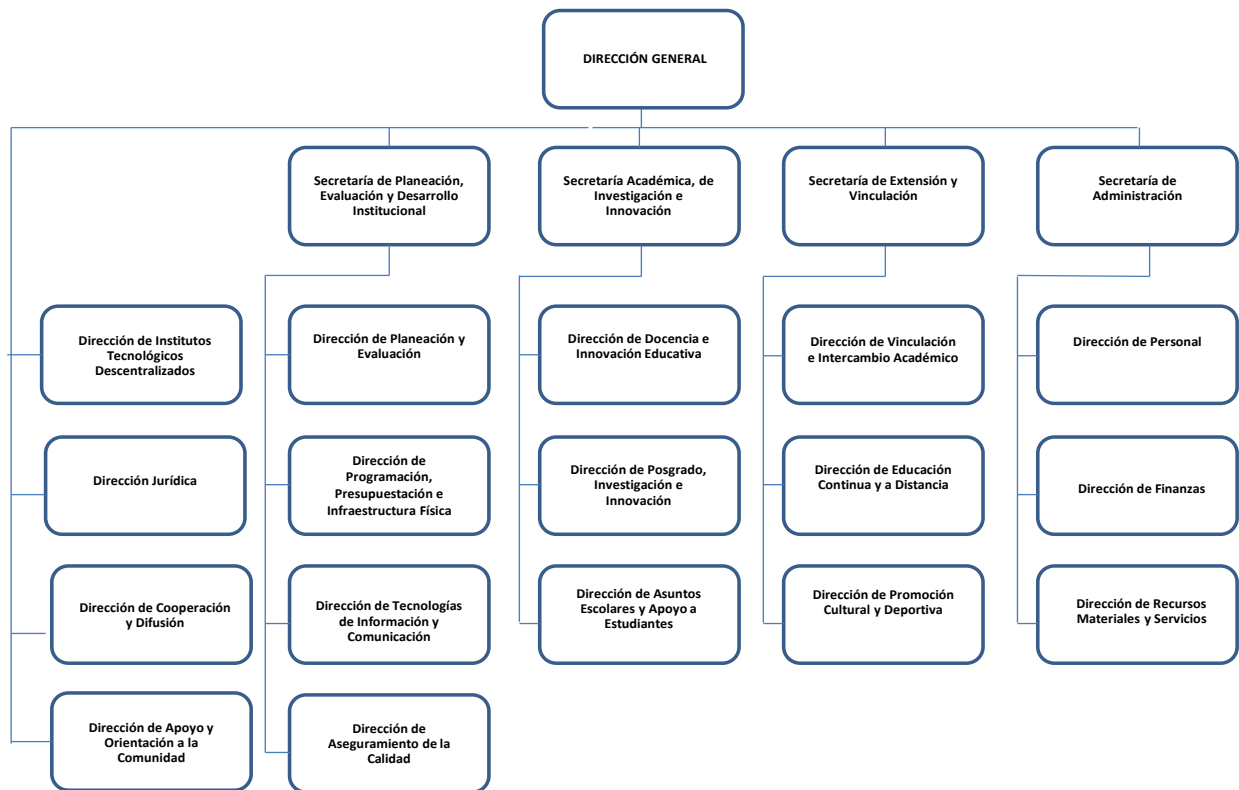 DIRECCIÓN GENERAL
Secretaría de Planeación,
Evaluación y Desarrollo
Institucional
Secretaría Académica, de
Investigación e
Innovación
Secretaría de Extensión y
Vinculación
Secretaría de
Administración
Dirección de Institutos
Tecnológicos
Descentralizados
Dirección de Planeación y
Evaluación
Dirección de Docencia e
Innovación Educativa
Dirección de Vinculación
e Intercambio Académico
Dirección de Personal
Dirección Jurídica
Dirección de
Programación,
Presupuestación e
Infraestructura Física
Dirección de Posgrado,
Investigación e
Innovación
Dirección de Educación
Continua y a Distancia
Dirección de Finanzas
Dirección de Cooperación
y Difusión
Dirección de Tecnologías
de Información y
Comunicación
Dirección de Asuntos
Escolares y Apoyo a
Estudiantes
Dirección de Promoción
Cultural y Deportiva
Dirección de Recursos
Materiales y Servicios
Dirección de Apoyo y
Orientación a la
Comunidad
Dirección de
Aseguramiento de la
Calidad